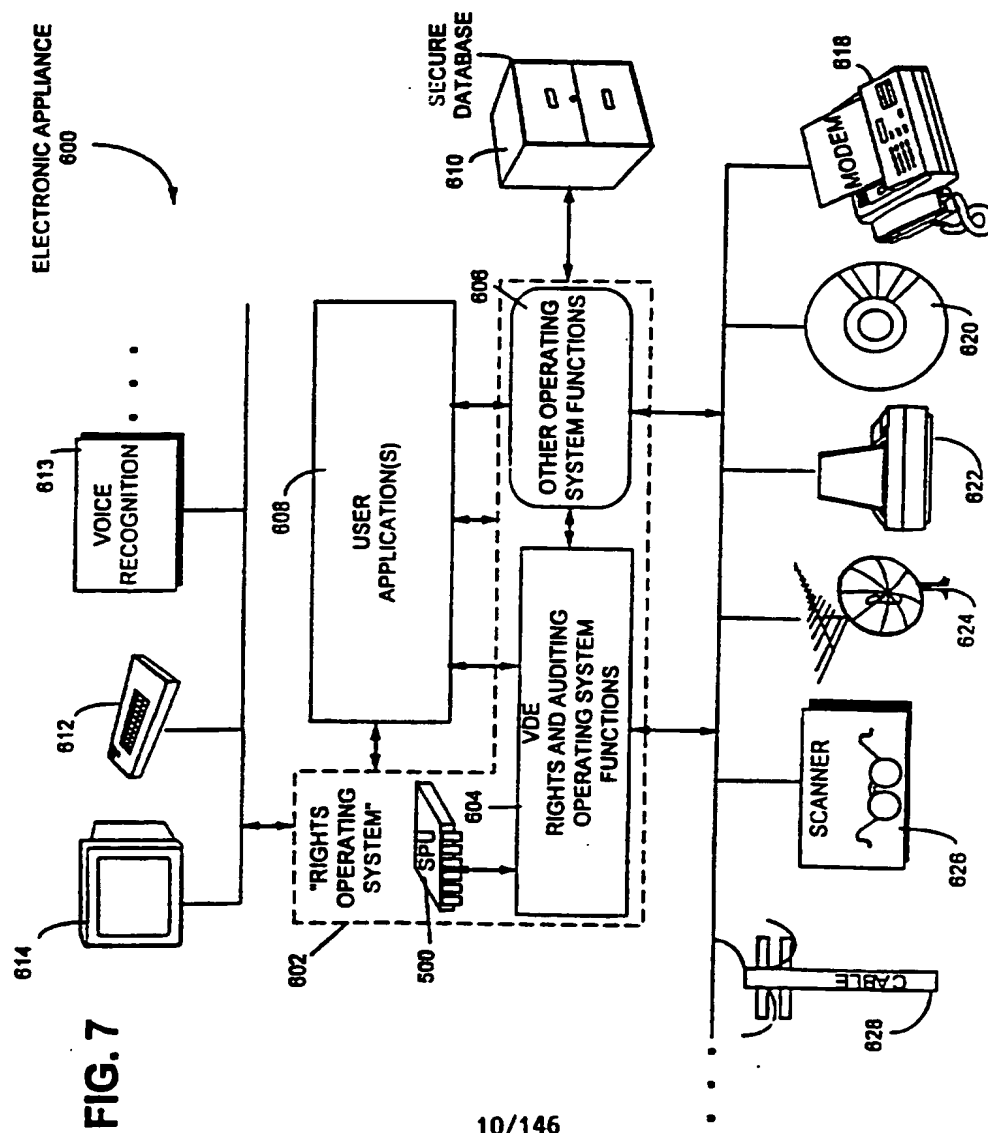 FIG. 7
ELECTRONIC APPLIANCE
600
614
612
613
VOICE
RECOGNITION
. . .
608
USER
APPLICATION(S)
SECURE
DATABASE
610
602
"RIGHTS
OPERATING
SYSTEM"
SPU
500
604
VDE
RIGHTS AND AUDITING
OPERATING SYSTEM
FUNCTIONS
606
OTHER OPERATING
SYSTEM FUNCTIONS
. . .
CABLE
628
SCANNER
626
624
622
620
MODEM
618
10/146